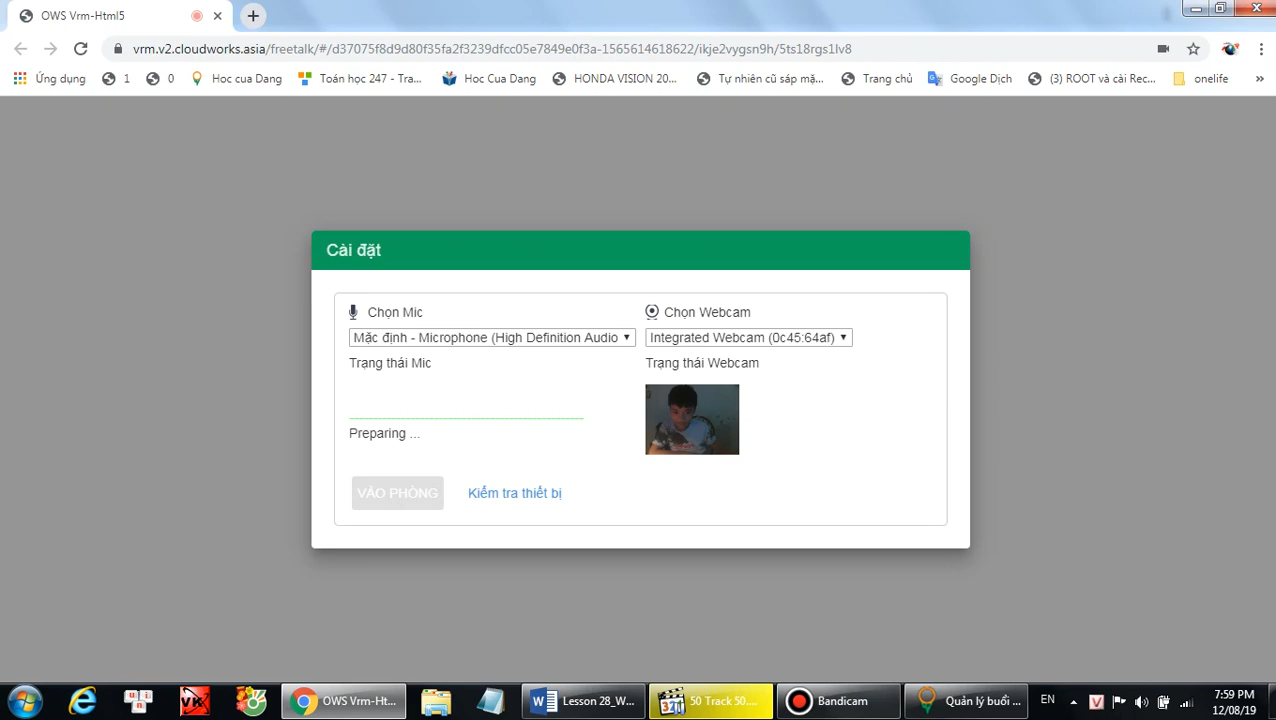 OWS Vrm-Html5
vrm.v2.cloudworks.asia/freetalk/#/d37075f8d9d80f35fa2f3239dfcc05e7849e0f3a-1565614618622/ikje2vygsn9h/5ts18rgs1lv8
Ứng dụng 1 0 Hoc cua Dang Toán học 247 - Tra... Hoc Cua Dang HONDA VISION 20... Tự nhiên cũ sáp mặ... Trang chủ Google Dịch (3) ROOT và cài Rec... onelife »
Cài đặt
Chọn Mic Chọn Webcam
Mặc định - Microphone (High Definition Audio Integrated Webcam (0c45:64af)
Trạng thái Mic Trạng thái Webcam
Preparing ...
VÀO PHÒNG Kiểm tra thiết bị
OWS Vrm-Ht... Lesson 28_W... 50 Track 50.... Bandicam Quản lý buổi ... EN 7:59 PM
12/08/19